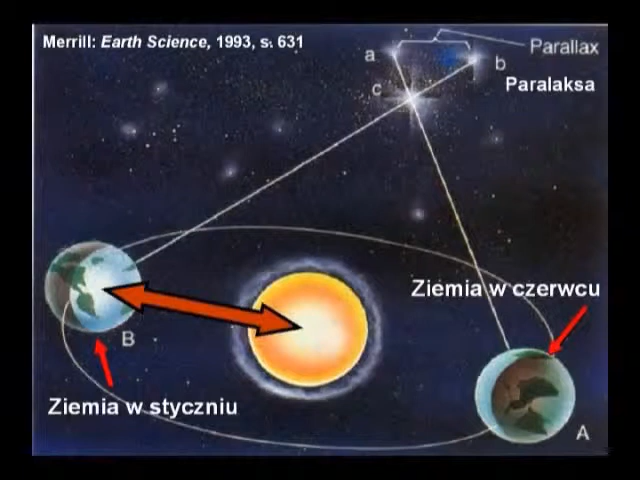 Merrill: Earth Science, 1993, s. 631
a
Parallax
b
c
Paralaksa
Ziemia w czerwcu
B
Ziemia w styczniu
A